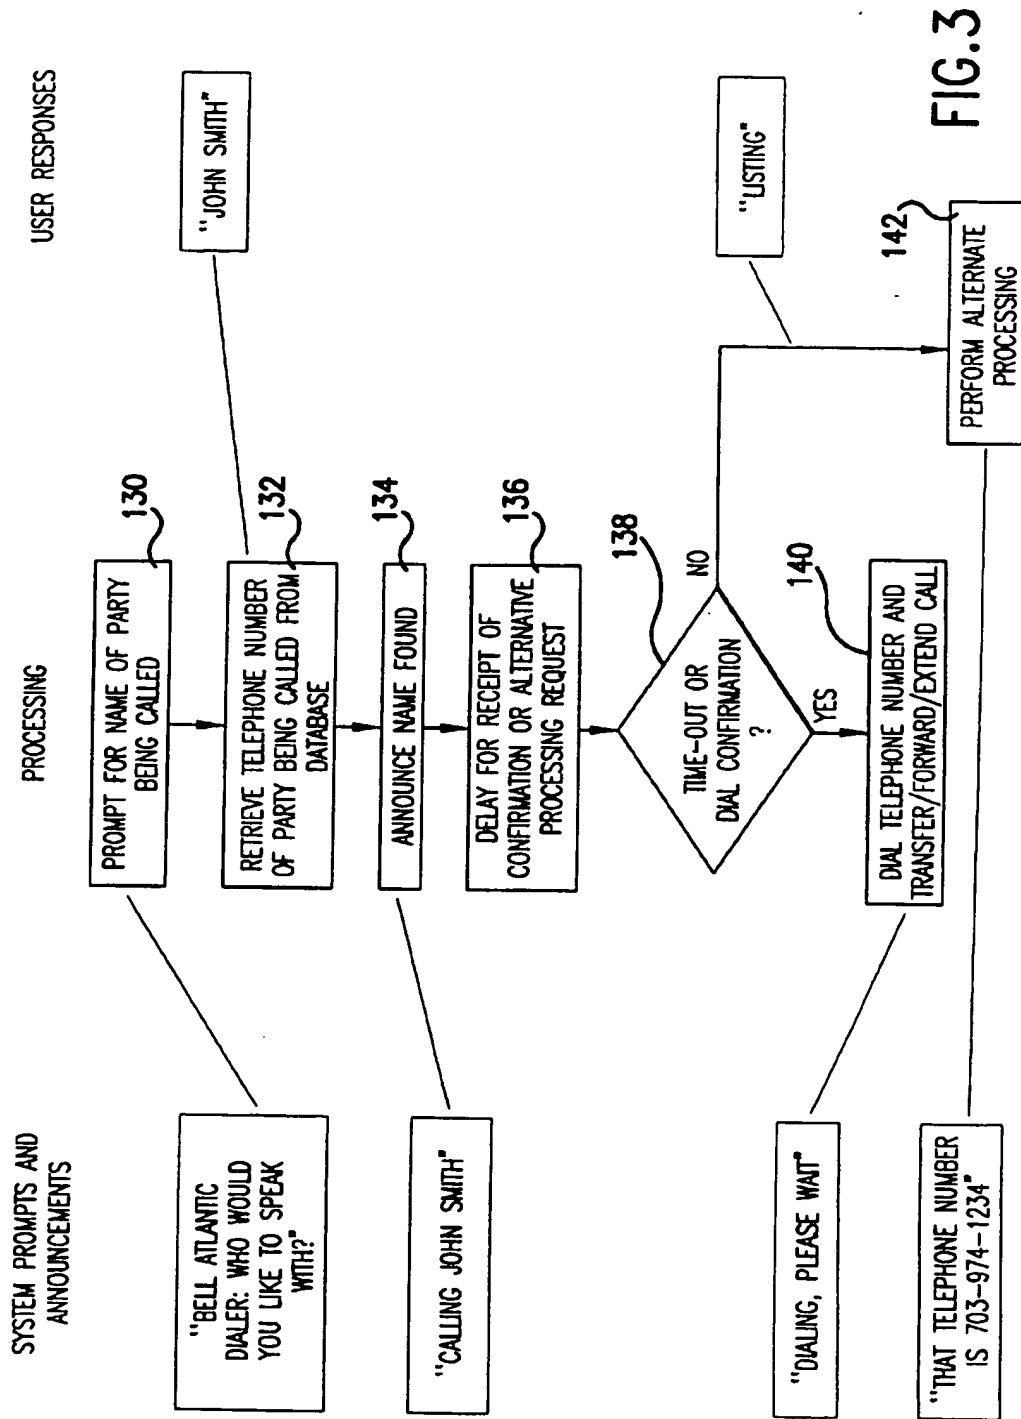 SYSTEM PROMPTS AND
ANNOUNCEMENTS
PROCESSING
USER RESPONSES
"BELL ATLANTIC
DIALER: WHO WOULD
YOU LIKE TO SPEAK
WITH?"
PROMPT FOR NAME OF PARTY
BEING CALLED
130
"JOHN SMITH"
RETRIEVE TELEPHONE NUMBER
OF PARTY BEING CALLED FROM
DATABASE
132
"CALLING JOHN SMITH"
ANNOUNCE NAME FOUND
134
DELAY FOR RECEIPT OF
CONFIRMATION OR ALTERNATIVE
PROCESSING REQUEST
136
TIME-OUT OR
DIAL CONFIRMATION
?
138
NO
YES
"LISTING"
"DIALING, PLEASE WAIT"
DIAL TELEPHONE NUMBER AND
TRANSFER/FORWARD/EXTEND CALL
140
"THAT TELEPHONE NUMBER
IS 703-974-1234"
PERFORM ALTERNATE
PROCESSING
142
FIG.3